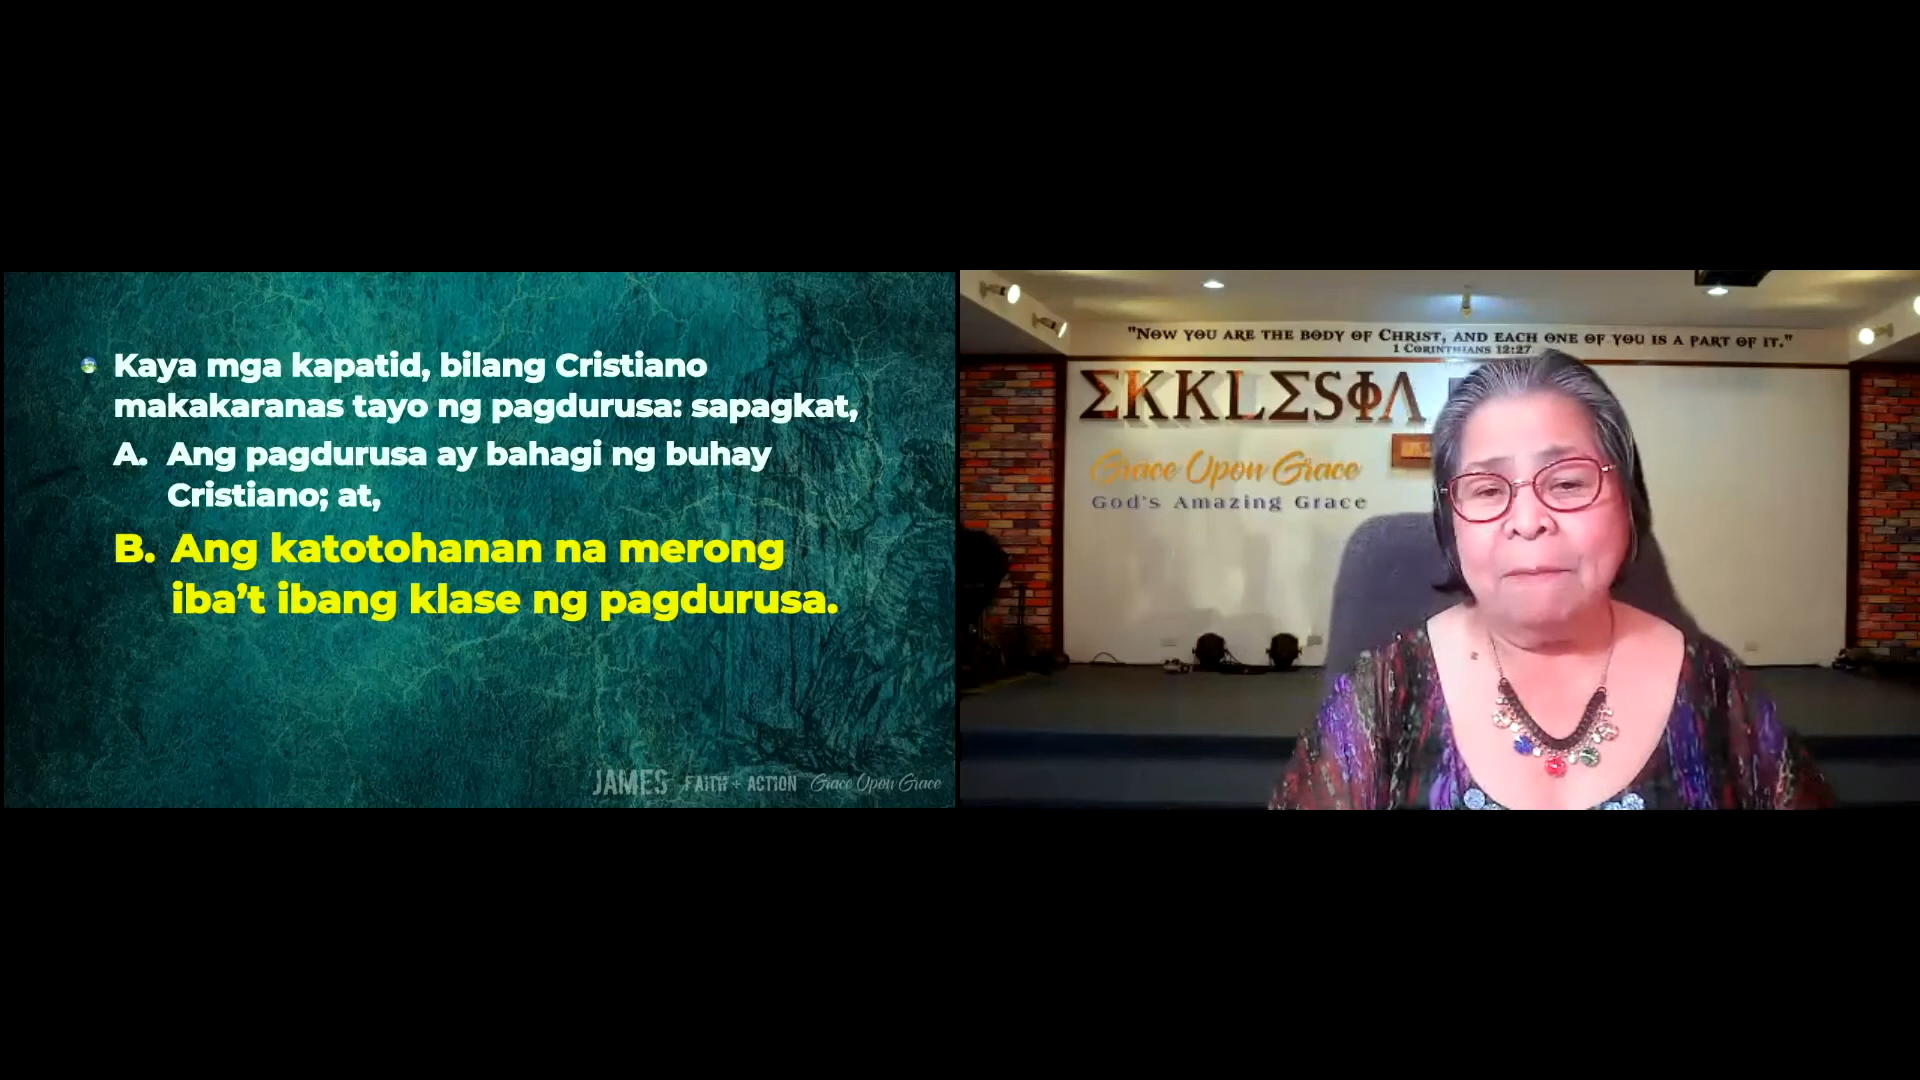 Kaya mga kapatid, bilang Cristiano
makakaranas tayo ng pagdurusa: sapagkat,
A. Ang pagdurusa ay bahagi ng buhay
Cristiano; at,
B. Ang katotohanan na merong
iba’t ibang klase ng pagdurusa.
JAMES FAITH + ACTION Grace Upon Grace
"NOW YOU ARE THE BODY OF CHRIST, AND EACH ONE OF YOU IS A PART OF IT."
1 CORINTHIANS 12:27
ΣKKLΣSIΛ
Grace Upon Grace
God's Amazing Grace